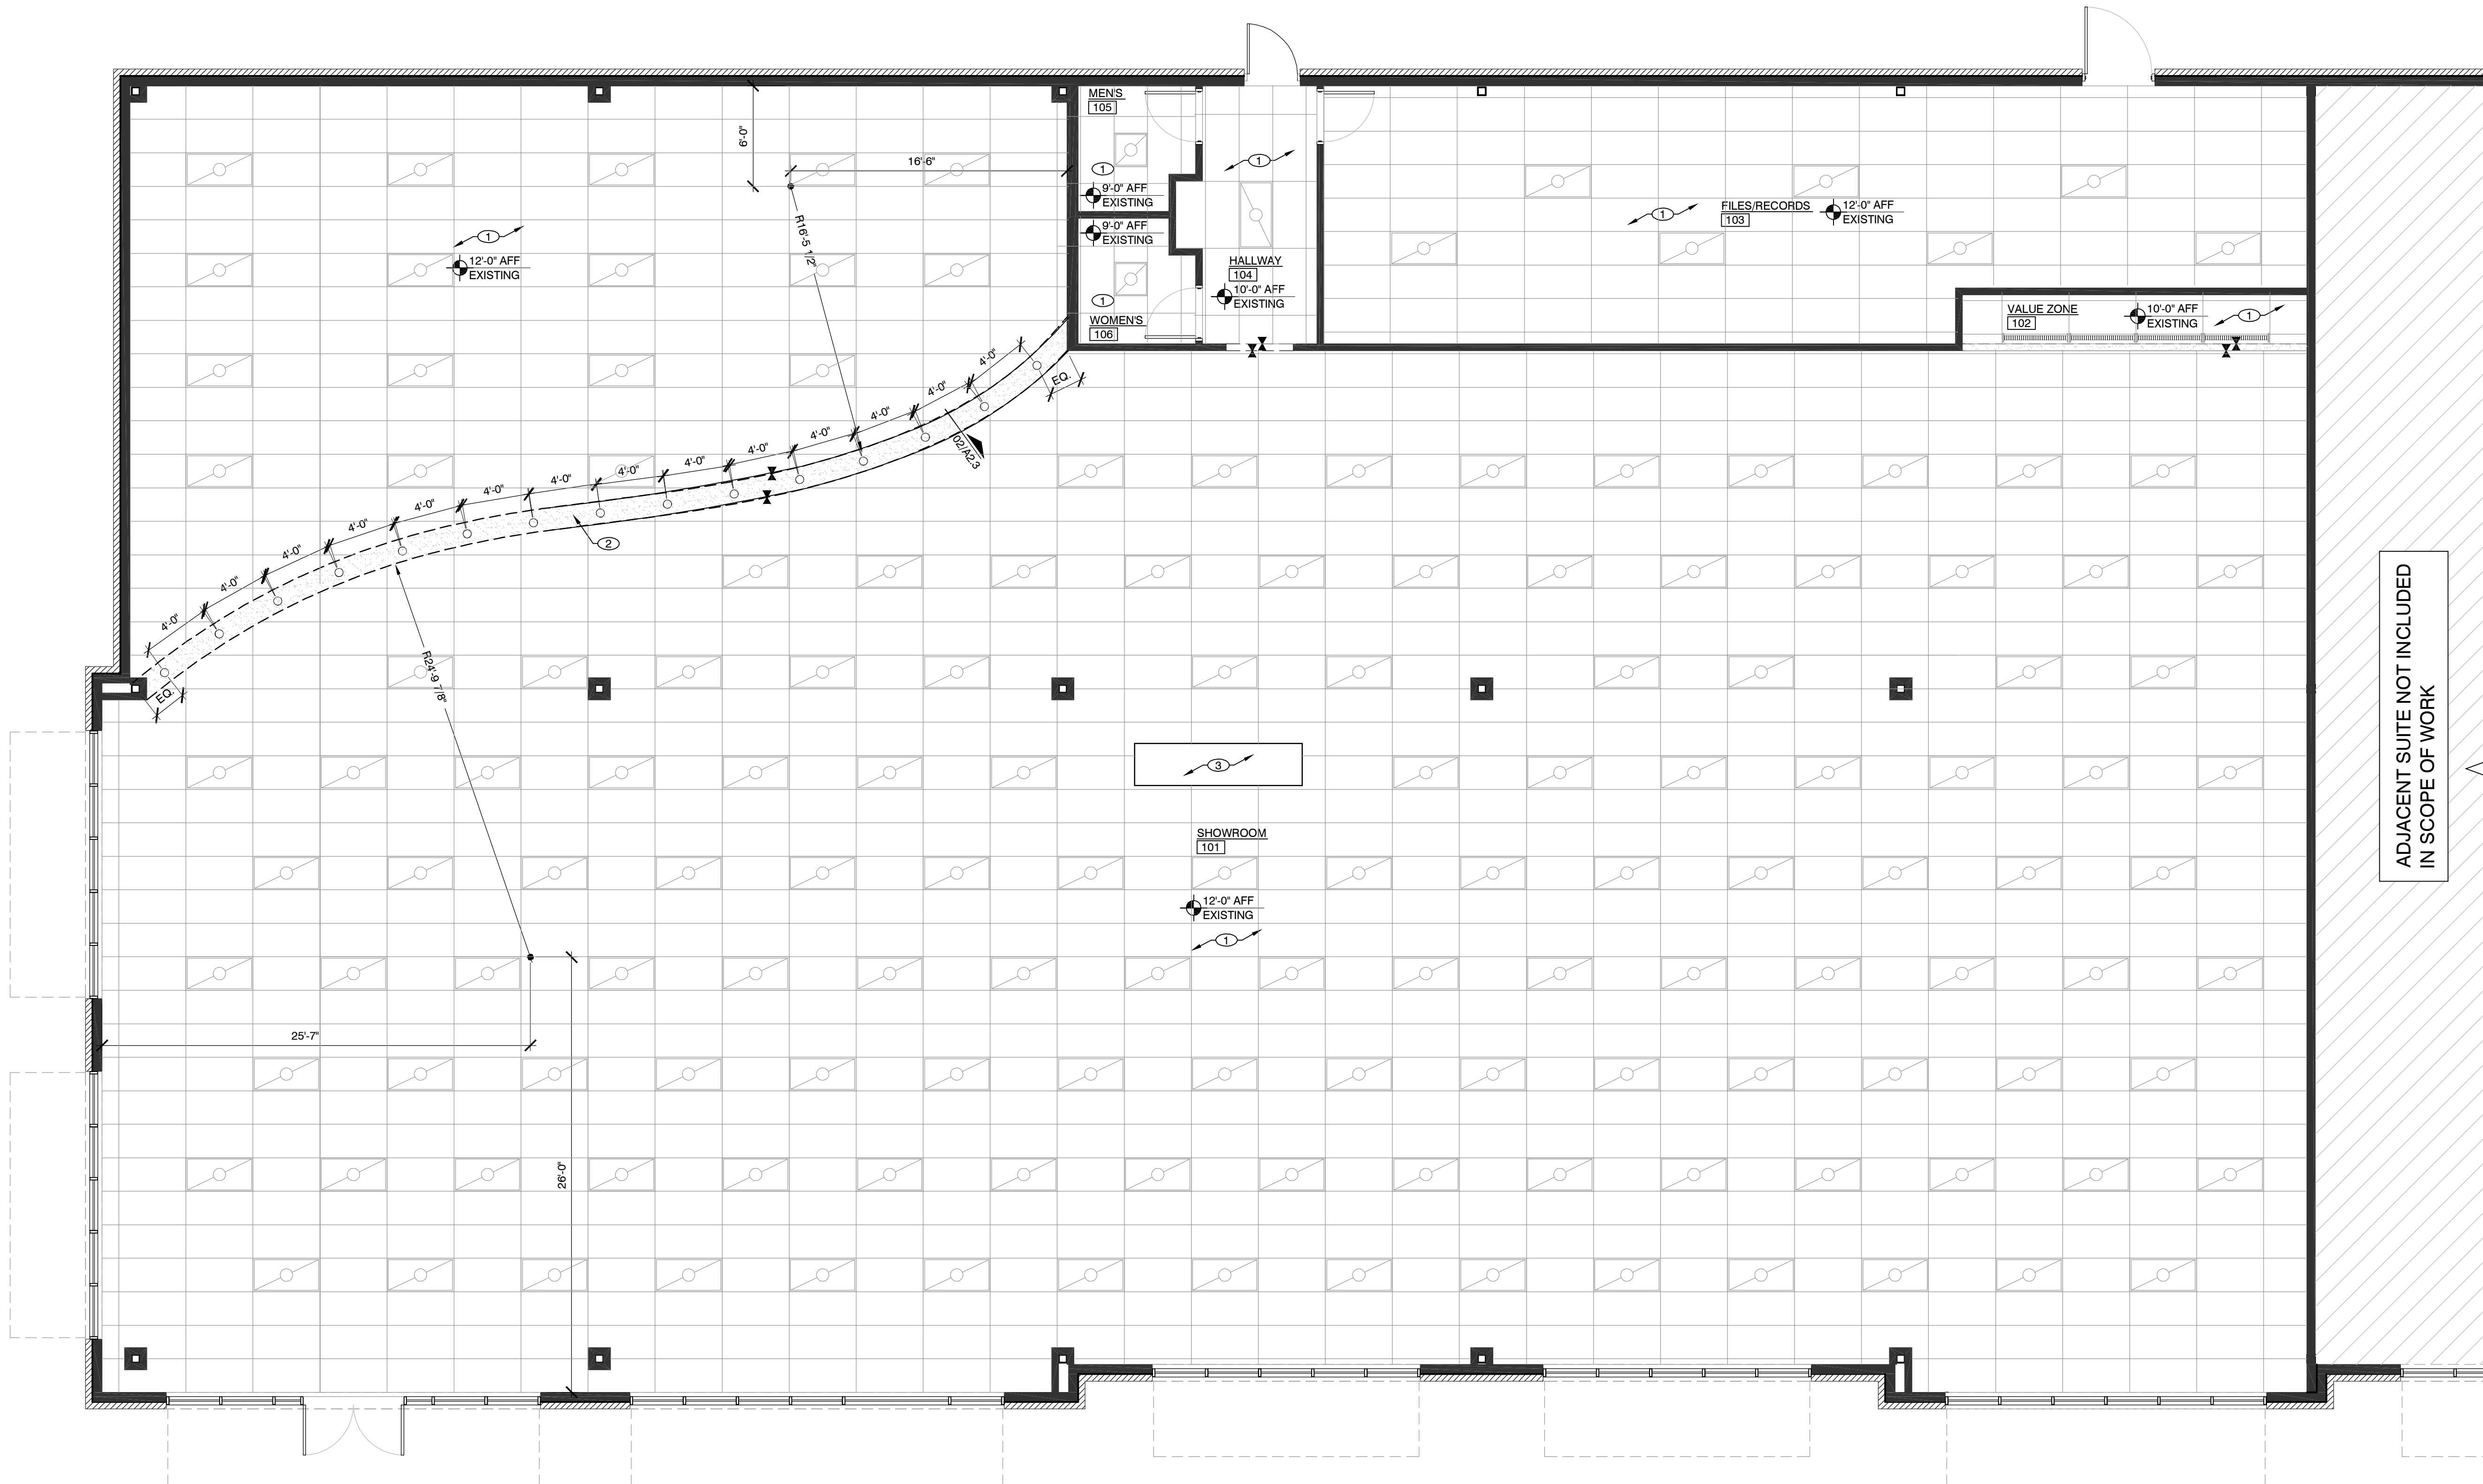 MEN'S
105
6'-0"
16'-6"
1
1
9'-0" AFF
EXISTING
R16'-5 1/2"
1
FILES/RECORDS
103
12'-0" AFF
EXISTING
1
12'-0" AFF
EXISTING
9'-0" AFF
EXISTING
HALLWAY
104
10'-0" AFF
EXISTING
1
WOMEN'S
106
VALUE ZONE
102
10'-0" AFF
EXISTING
1
4'-0"
4'-0"
EQ.
4'-0"
4'-0"
4'-0"
4'-0"
4'-0"
4'-0"
4'-0"
4'-0"
4'-0"
4'-0"
4'-0"
4'-0"
02/A2.3
2
EQ.
R24'-9 7/8"
ADJACENT SUITE NOT INCLUDED
IN SCOPE OF WORK
3
SHOWROOM
101
12'-0" AFF
EXISTING
1
25'-7"
26'-0"